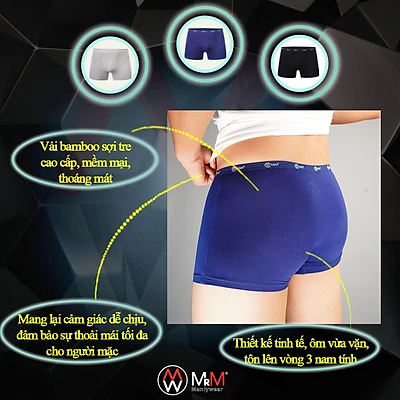 Vải bamboo sợi tre
cao cấp, mềm mại,
thoáng mát
Mang lại cảm giác dễ chịu,
đảm bảo sự thoải mái tối đa
cho người mặc
Thiết kế tinh tế, ôm vừa vặn,
tôn lên vòng 3 nam tính
MRM
Manlywear